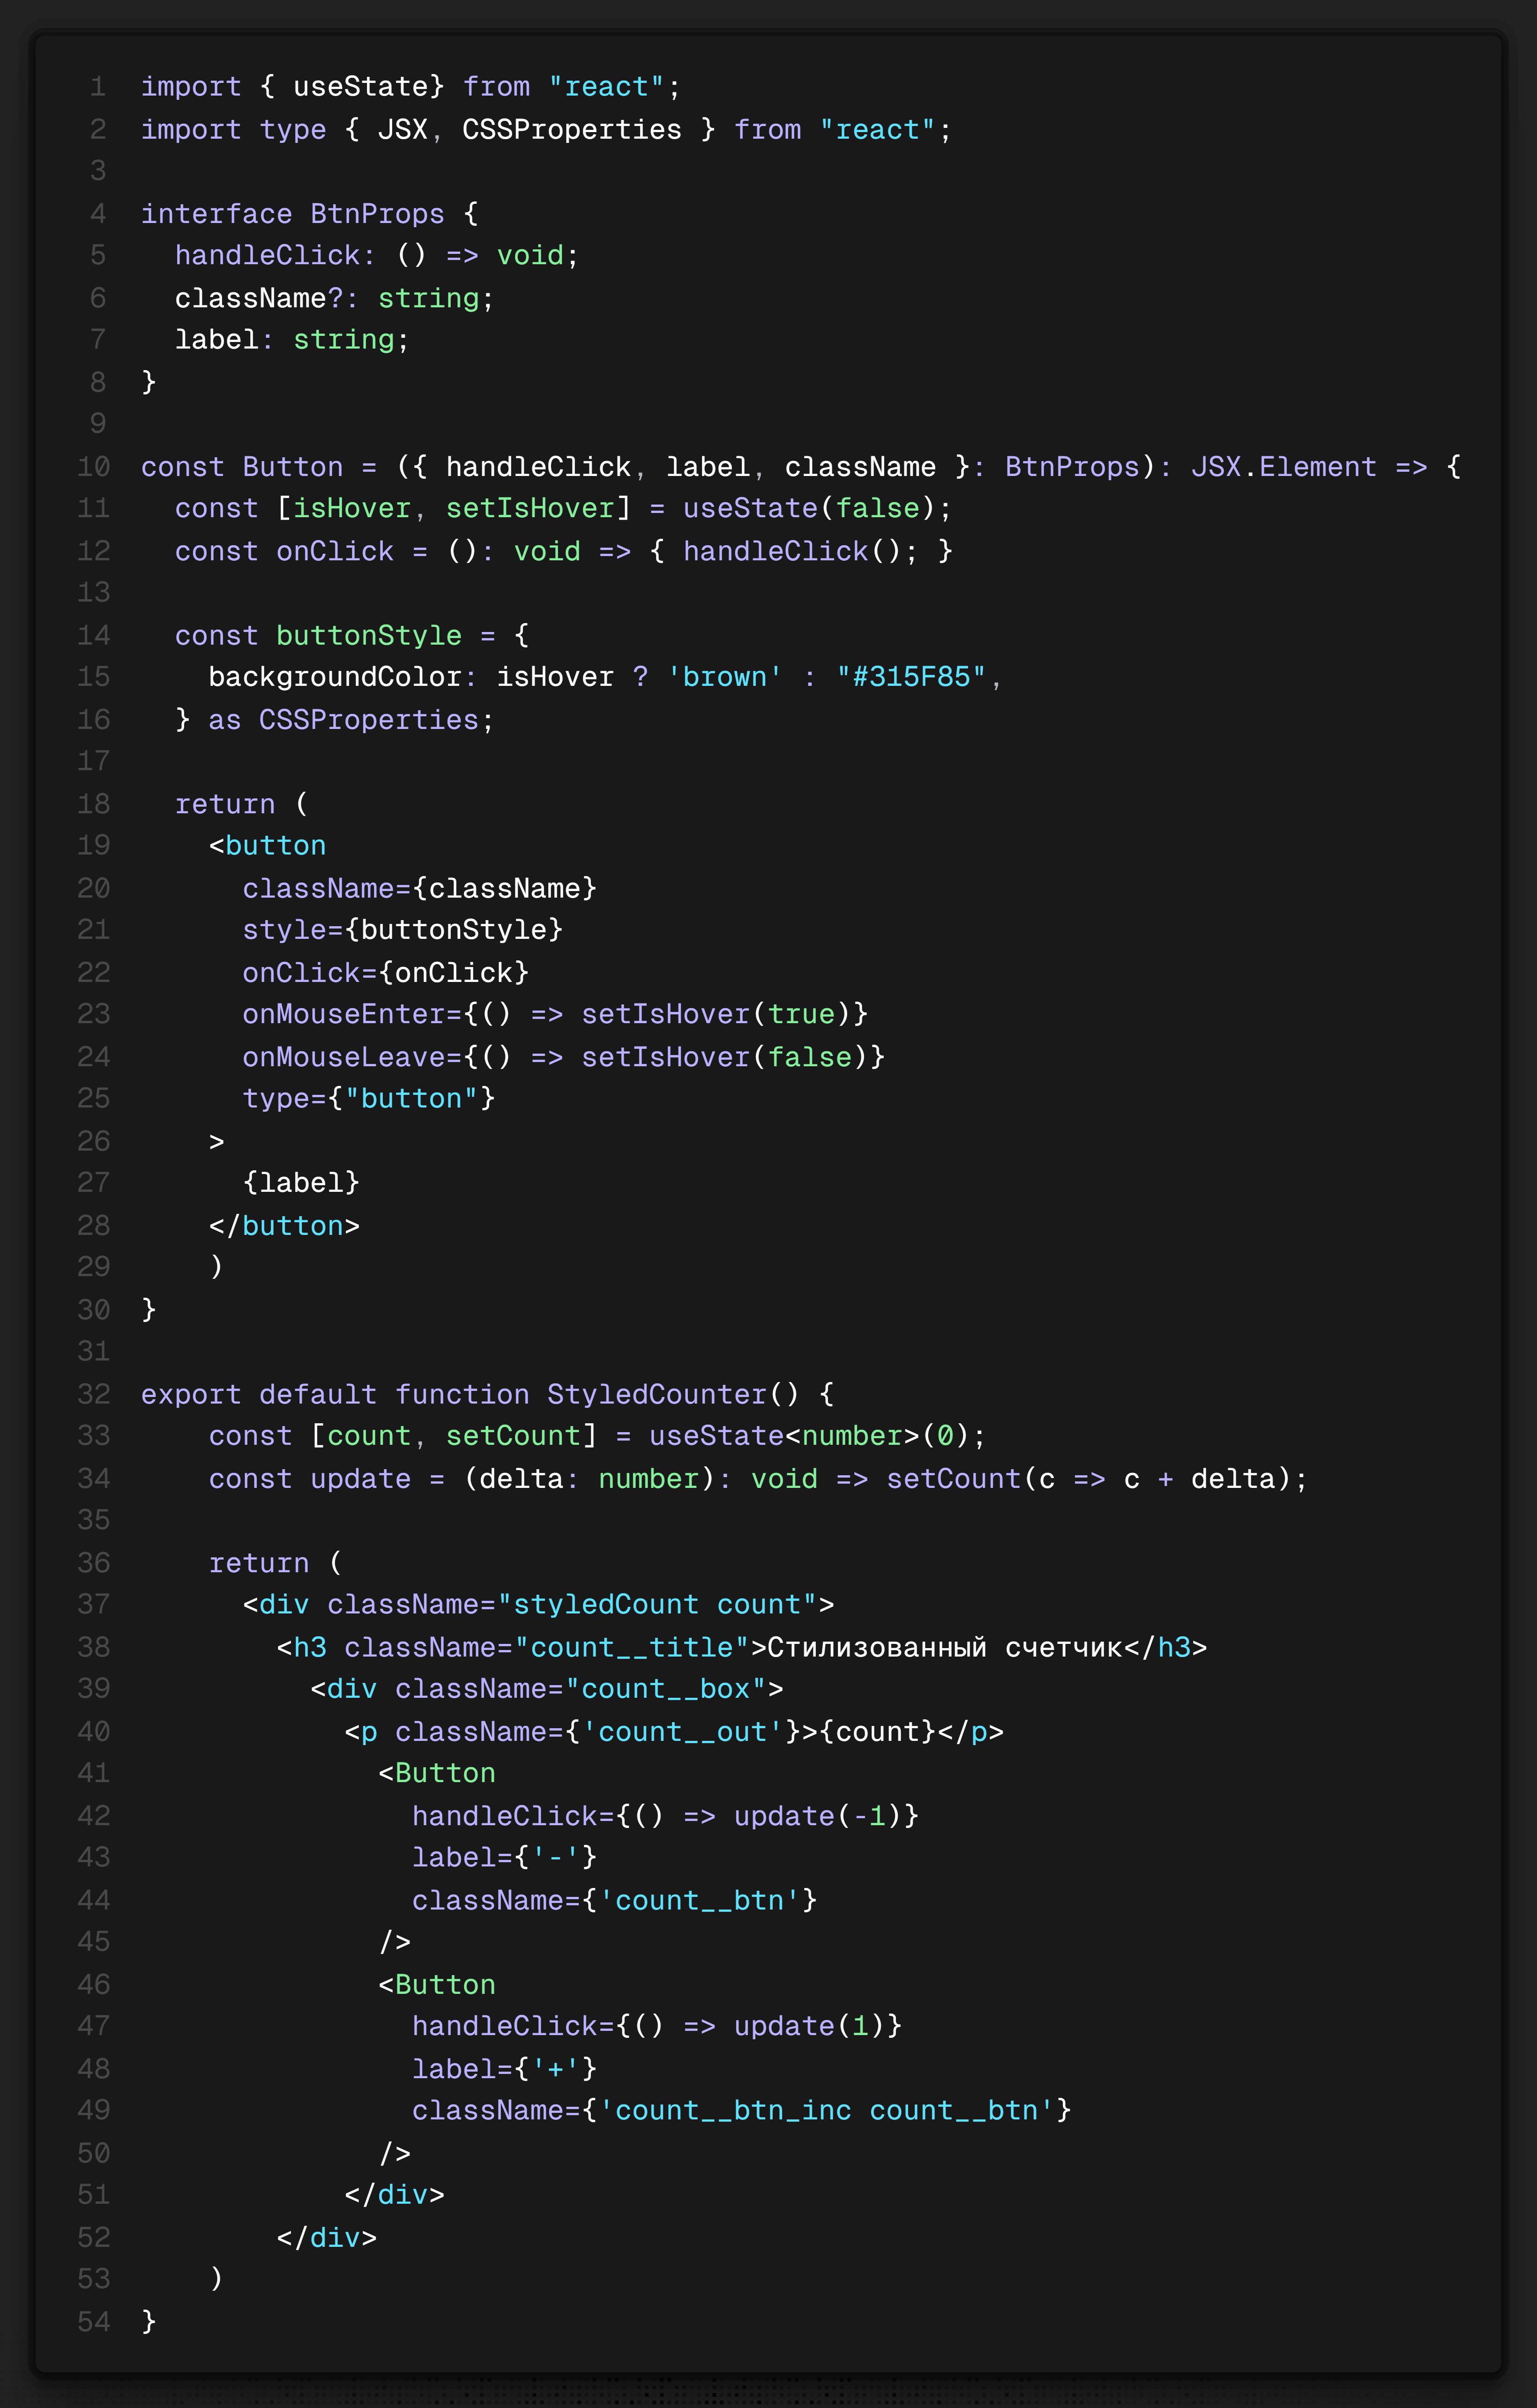 1 import { useState} from "react";
2 import type { JSX, CSSProperties } from "react";
3
4 interface BtnProps {
5   handleClick: () => void;
6   className?: string;
7   label: string;
8 }
9
10 const Button = ({ handleClick, label, className }: BtnProps): JSX.Element => {
11   const [isHover, setIsHover] = useState(false);
12   const onClick = (): void => { handleClick(); }
13
14   const buttonStyle = {
15     backgroundColor: isHover ? 'brown' : "#315F85",
16   } as CSSProperties;
17
18   return (
19     <button
20       className={className}
21       style={buttonStyle}
22       onClick={onClick}
23       onMouseEnter={() => setIsHover(true)}
24       onMouseLeave={() => setIsHover(false)}
25       type={"button"}
26     >
27       {label}
28     </button>
29     )
30 }
31
32 export default function StyledCounter() {
33     const [count, setCount] = useState<number>(0);
34     const update = (delta: number): void => setCount(c => c + delta);
35
36     return (
37       <div className="styledCount count">
38         <h3 className="count__title">Стилизованный счетчик</h3>
39           <div className="count__box">
40             <p className={'count__out'}>{count}</p>
41               <Button
42                 handleClick={() => update(-1)}
43                 label={'-'}
44                 className={'count__btn'}
45               />
46               <Button
47                 handleClick={() => update(1)}
48                 label={'+'}
49                 className={'count__btn_inc count__btn'}
50               />
51             </div>
52         </div>
53     )
54 }